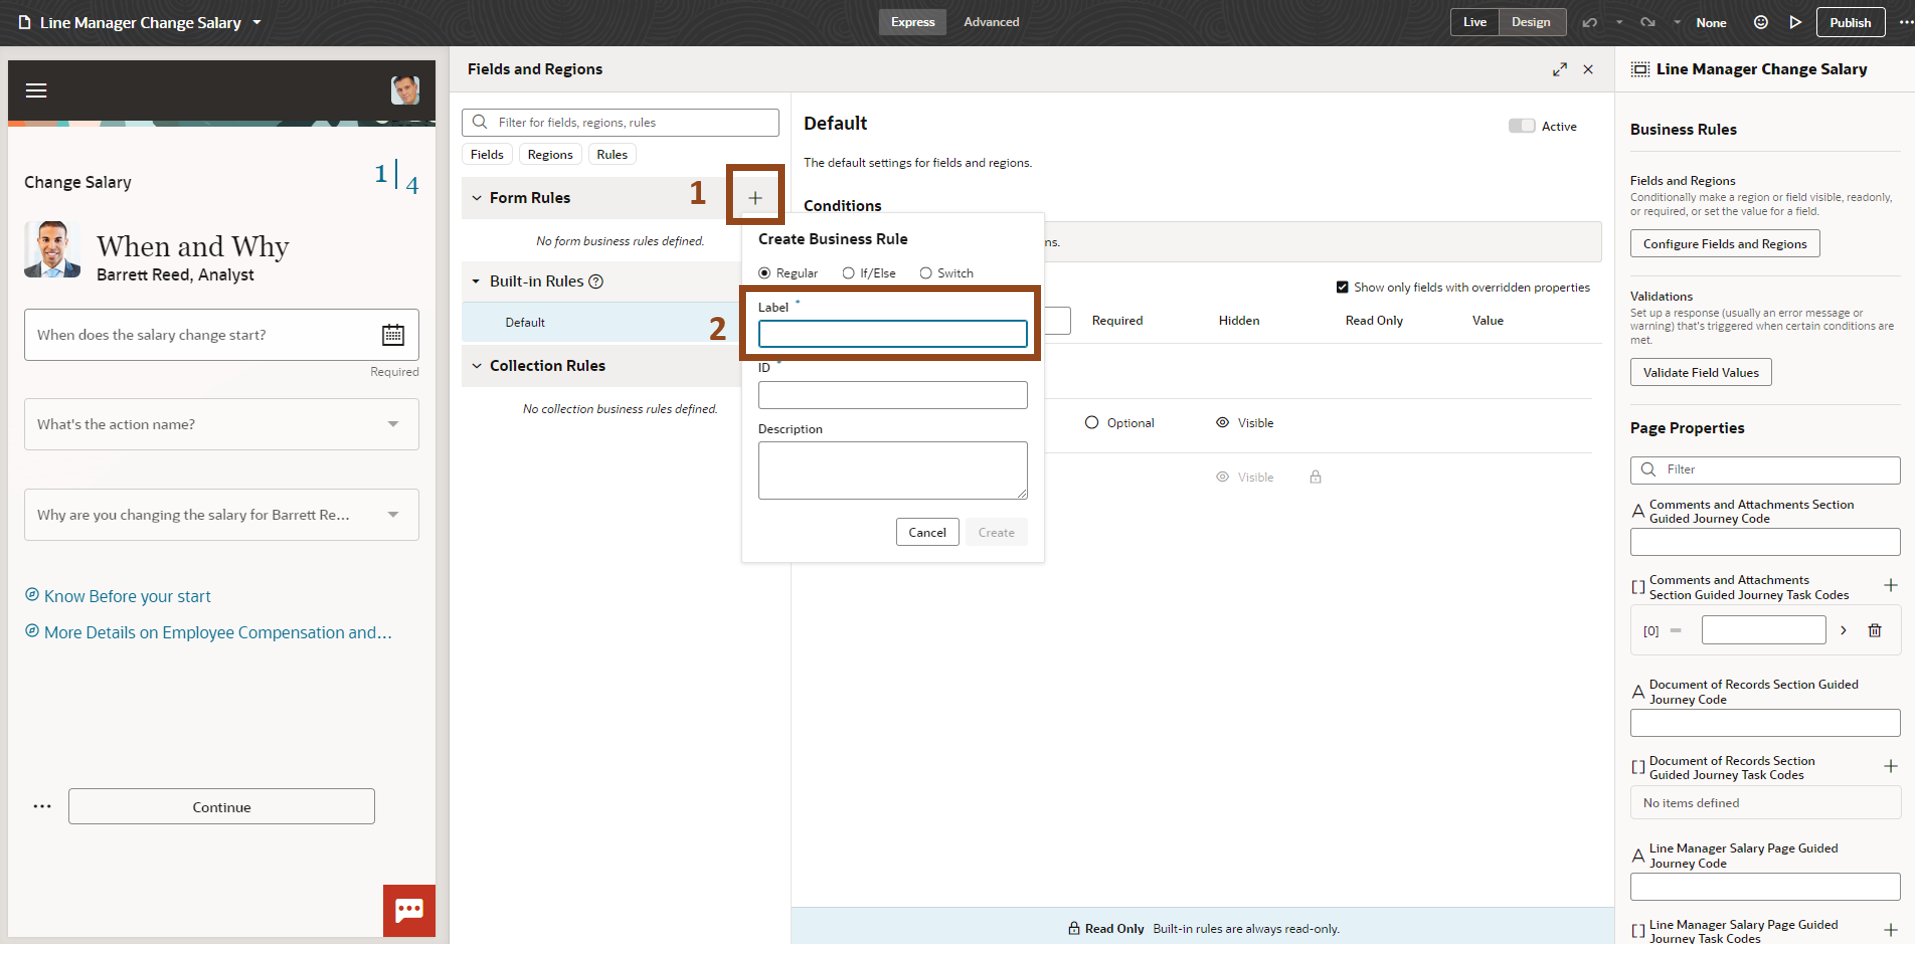 Line Manager Change Salary
Express
Advanced
Live
Design
None
Publish
Change Salary
1
4
When and Why
Barrett Reed, Analyst
When does the salary change start?
Required
What's the action name?
Why are you changing the salary for Barrett Re...
Know Before your start
More Details on Employee Compensation and...
Continue
Fields and Regions
Filter for fields, regions, rules
Fields
Regions
Rules
Form Rules
1
No form business rules defined.
Built-in Rules
Default
2
Collection Rules
No collection business rules defined.
Default
Active
The default settings for fields and regions.
Conditions
ns.
Show only fields with overridden properties
Required
Hidden
Read Only
Value
Optional
Visible
Visible
Create Business Rule
Regular
If/Else
Switch
Label *
ID *
Description
Cancel
Create
Read Only Built-in rules are always read-only.
Line Manager Change Salary
Business Rules
Fields and Regions
Conditionally make a region or field visible, readonly,
or required, or set the value for a field.
Configure Fields and Regions
Validations
Set up a response (usually an error message or
warning) that's triggered when certain conditions are
met.
Validate Field Values
Page Properties
Filter
A Comments and Attachments Section
Guided Journey Code
[] Comments and Attachments
Section Guided Journey Task Codes
[0]
A Document of Records Section Guided
Journey Code
[] Document of Records Section
Guided Journey Task Codes
No items defined
A Line Manager Salary Page Guided
Journey Code
[] Line Manager Salary Page Guided
Journey Task Codes